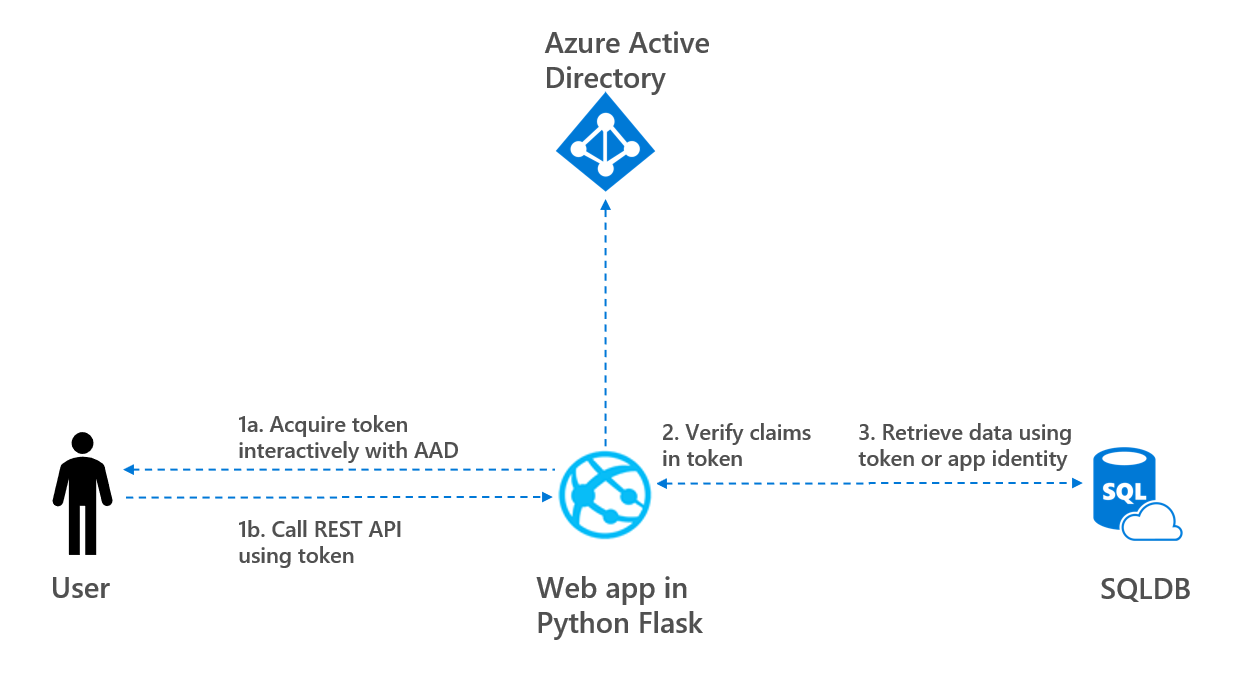 Azure Active
Directory
1a. Acquire token
interactively with AAD
1b. Call REST API
using token
2. Verify claims
in token
3. Retrieve data using
token or app identity
SQL
User
Web app in
Python Flask
SQLDB